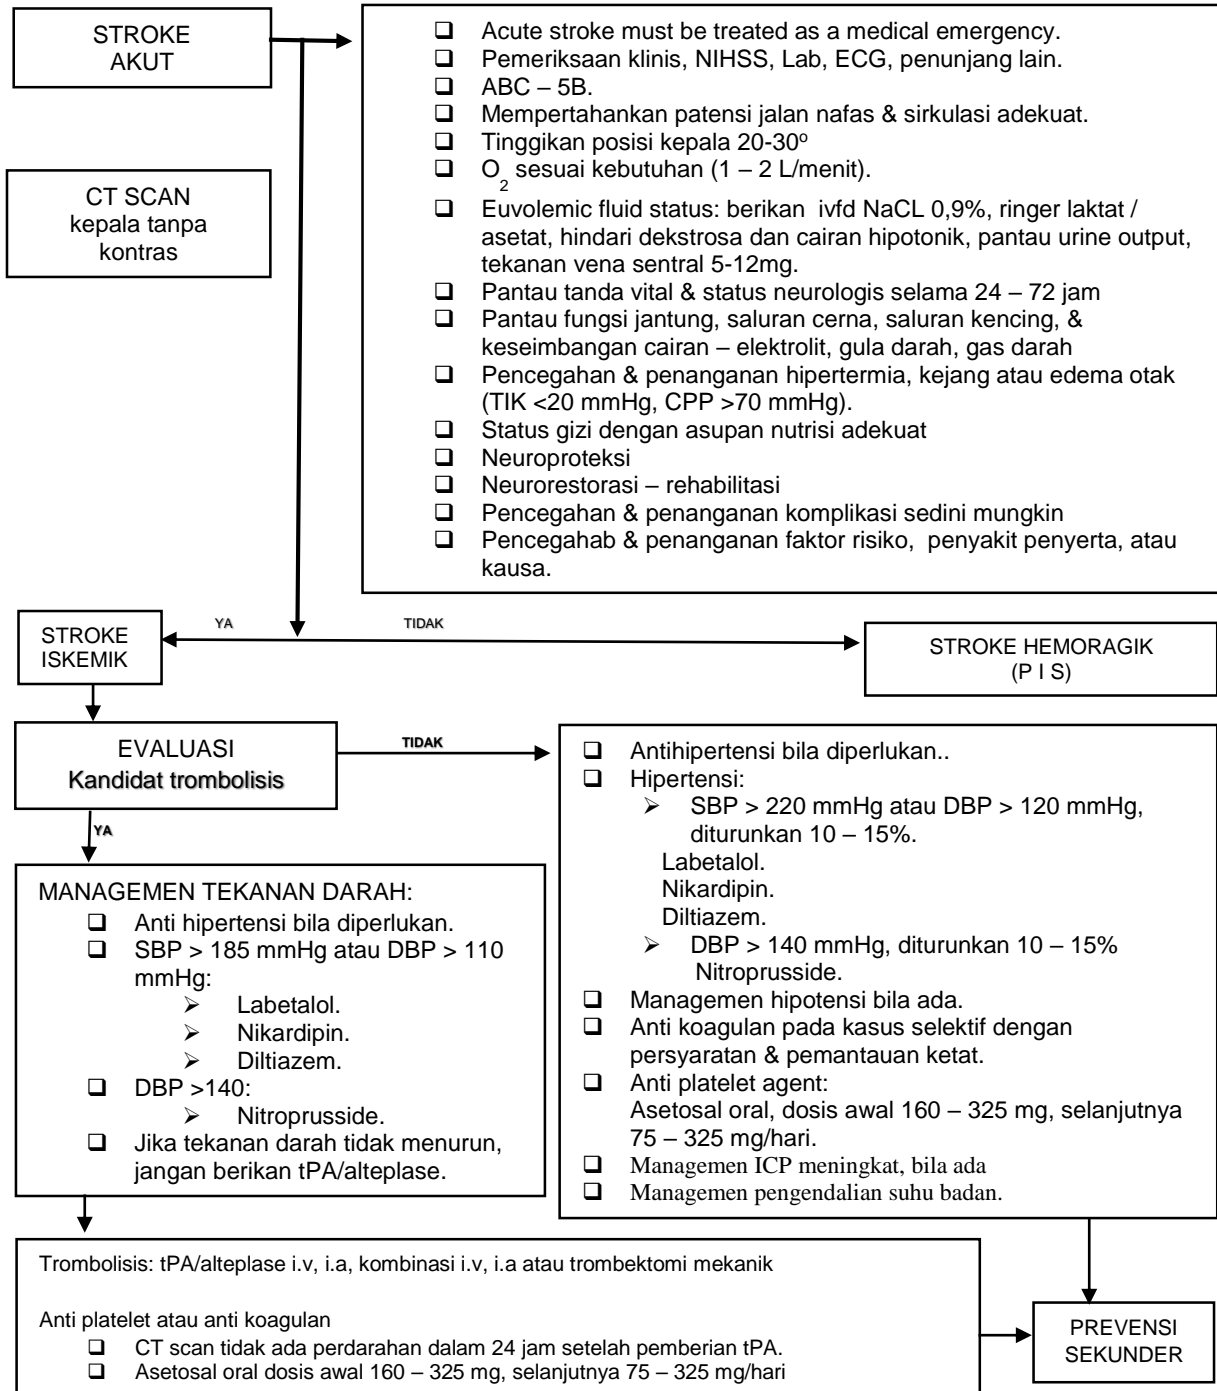 STROKE
AKUT
❑ Acute stroke must be treated as a medical emergency.
❑ Pemeriksaan klinis, NIHSS, Lab, ECG, penunjang lain.
❑ ABC – 5B.
❑ Mempertahankan patensi jalan nafas & sirkulasi adekuat.
❑ Tinggikan posisi kepala 20-30º
❑ O2 sesuai kebutuhan (1 – 2 L/menit).
❑ Euvolemic fluid status: berikan ivfd NaCL 0,9%, ringer laktat /
asetat, hindari dekstrosa dan cairan hipotonik, pantau urine output,
tekanan vena sentral 5-12mg.
❑ Pantau tanda vital & status neurologis selama 24 – 72 jam
❑ Pantau fungsi jantung, saluran cerna, saluran kencing, &
keseimbangan cairan – elektrolit, gula darah, gas darah
❑ Pencegahan & penanganan hipertermia, kejang atau edema otak
(TIK <20 mmHg, CPP >70 mmHg).
❑ Status gizi dengan asupan nutrisi adekuat
❑ Neuroproteksi
❑ Neurorestorasi – rehabilitasi
❑ Pencegahan & penanganan komplikasi sedini mungkin
❑ Pencegahab & penanganan faktor risiko, penyakit penyerta, atau
kausa.
CT SCAN
kepala tanpa
kontras
YA
TIDAK
STROKE
ISKEMIK
STROKE HEMORAGIK
(P I S)
EVALUASI
Kandidat trombolisis
TIDAK
YA
❑ Antihipertensi bila diperlukan..
❑ Hipertensi:
➢ SBP > 220 mmHg atau DBP > 120 mmHg,
diturunkan 10 – 15%.
Labetalol.
Nikardipin.
Diltiazem.
➢ DBP > 140 mmHg, diturunkan 10 – 15%
Nitroprusside.
❑ Managemen hipotensi bila ada.
❑ Anti koagulan pada kasus selektif dengan
persyaratan & pemantauan ketat.
❑ Anti platelet agent:
Asetosal oral, dosis awal 160 – 325 mg, selanjutnya
75 – 325 mg/hari.
❑ Managemen ICP meningkat, bila ada
❑ Managemen pengendalian suhu badan.
MANAGEMEN TEKANAN DARAH:
❑ Anti hipertensi bila diperlukan.
❑ SBP > 185 mmHg atau DBP > 110
mmHg:
➢ Labetalol.
➢ Nikardipin.
➢ Diltiazem.
❑ DBP >140:
➢ Nitroprusside.
❑ Jika tekanan darah tidak menurun,
jangan berikan tPA/alteplase.
Trombolisis: tPA/alteplase i.v, i.a, kombinasi i.v, i.a atau trombektomi mekanik
Anti platelet atau anti koagulan
❑ CT scan tidak ada perdarahan dalam 24 jam setelah pemberian tPA.
❑ Asetosal oral dosis awal 160 – 325 mg, selanjutnya 75 – 325 mg/hari
PREVENSI
SEKUNDER